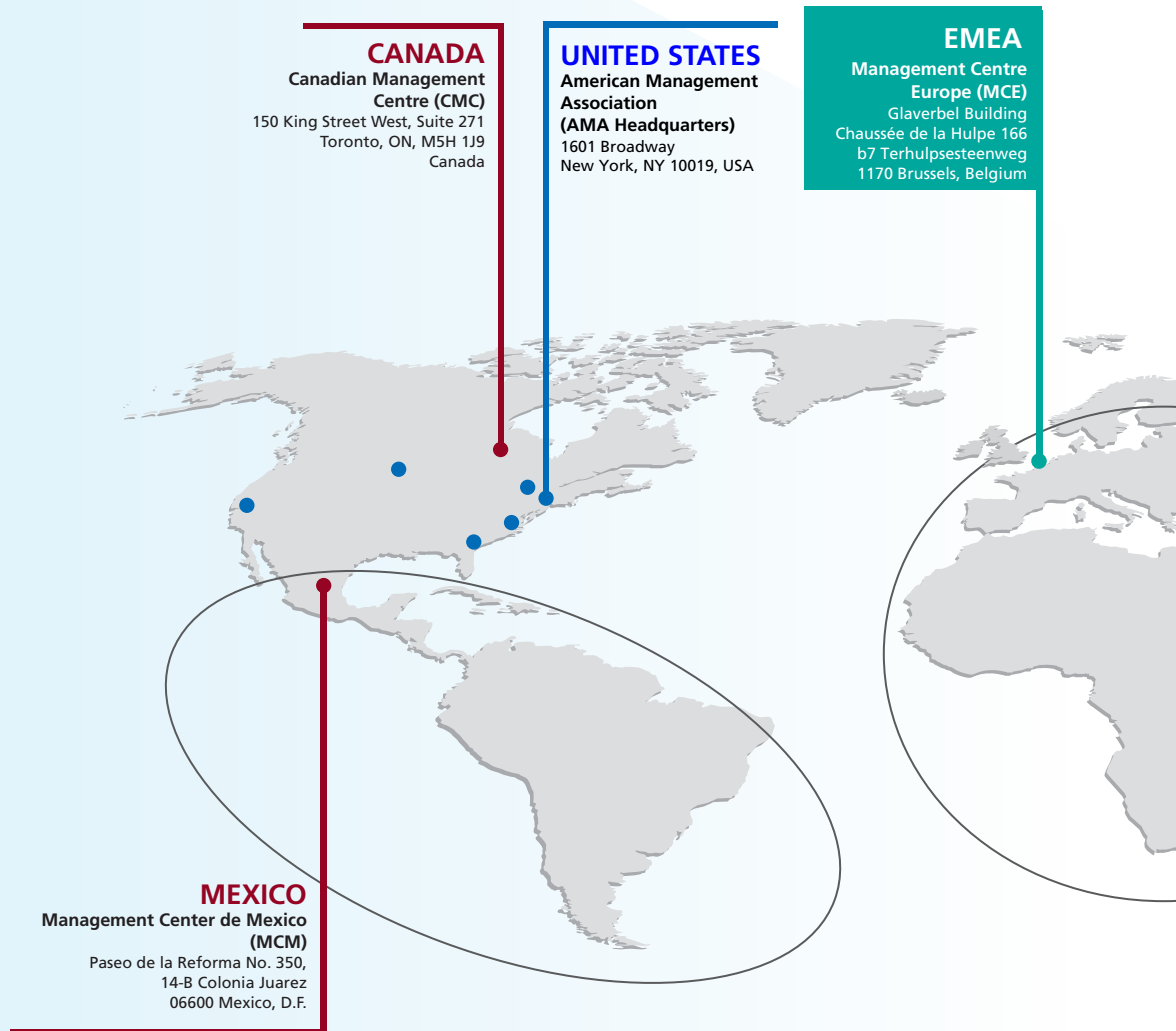 CANADA
Canadian Management
Centre (CMC)
150 King Street West, Suite 271
Toronto, ON, M5H 1J9
Canada
UNITED STATES
American Management
Association
(AMA Headquarters)
1601 Broadway
New York, NY 10019, USA
EMEA
Management Centre
Europe (MCE)
Glaverbel Building
Chaussée de la Hulpe 166
b7 Terhulpsesteenweg
1170 Brussels, Belgium
MEXICO
Management Center de Mexico
(MCM)
Paseo de la Reforma No. 350,
14-B Colonia Juarez
06600 Mexico, D.F.